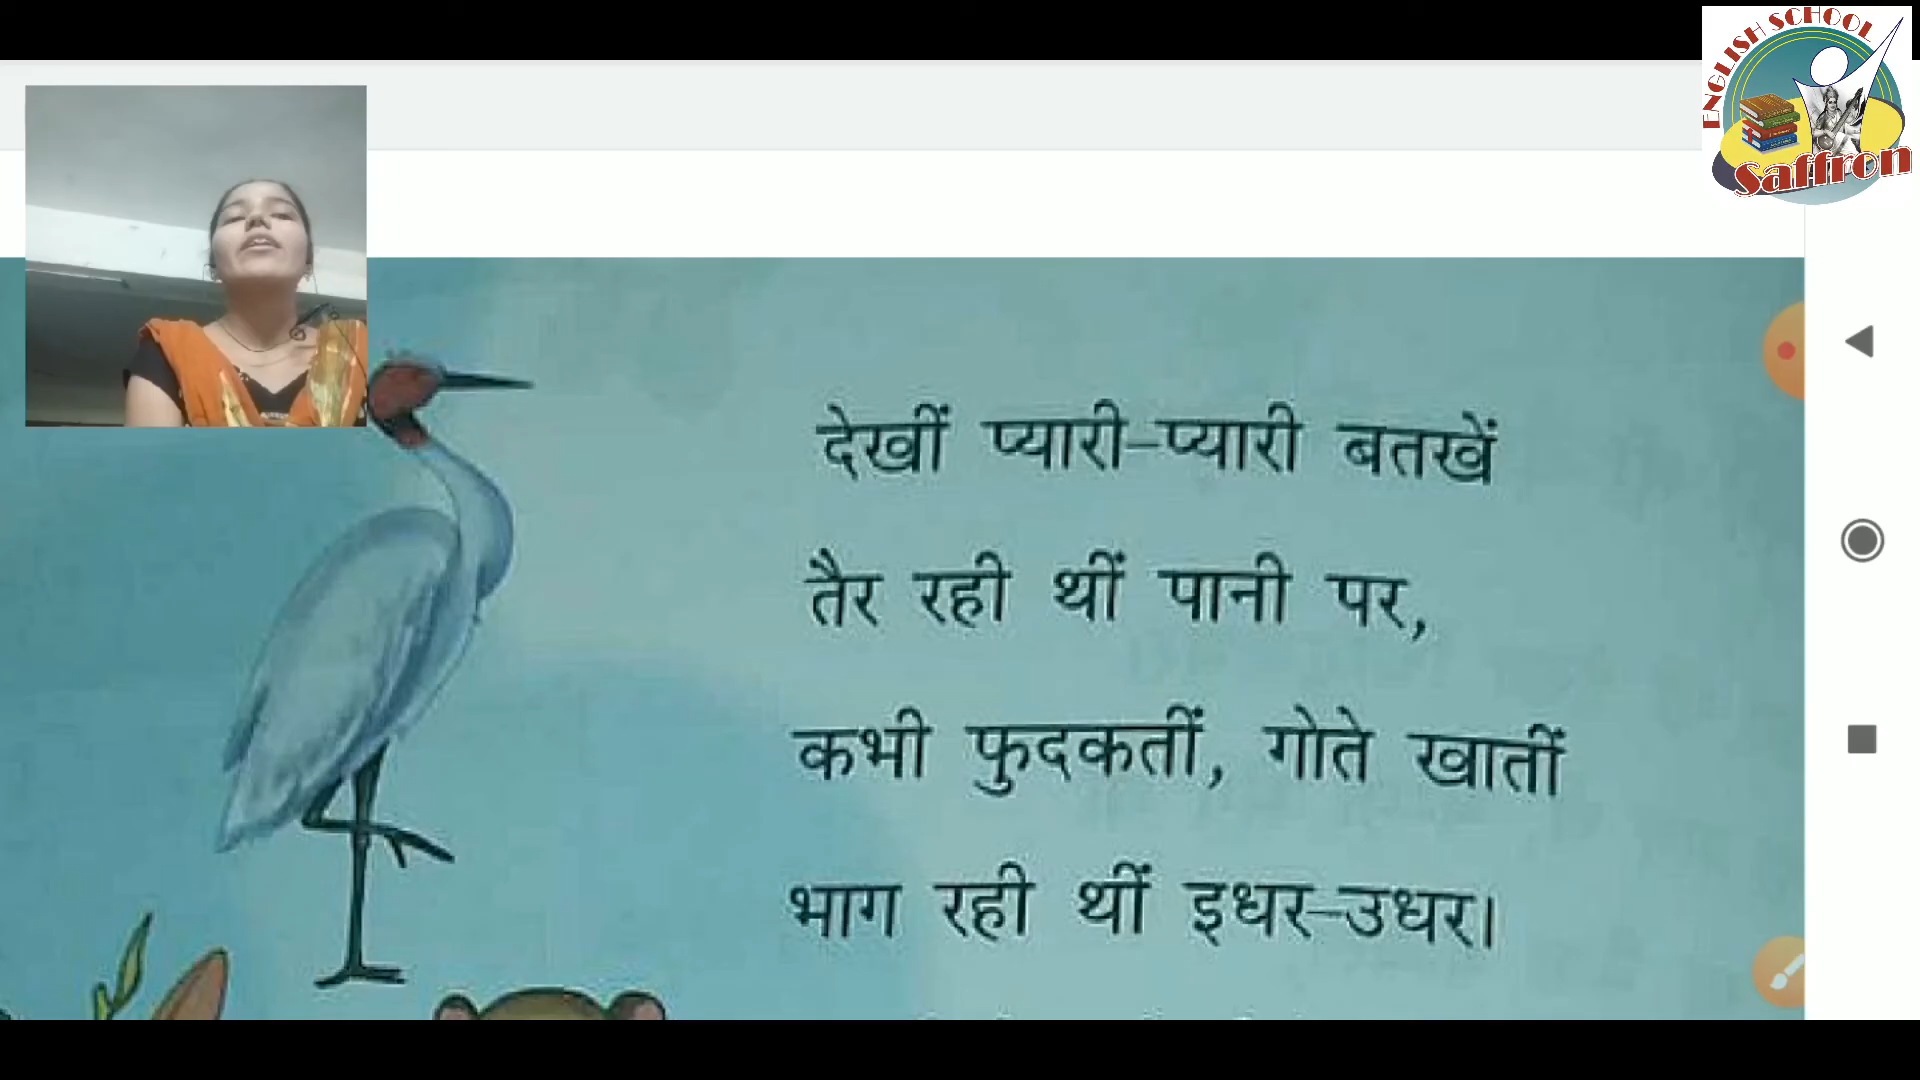 ENGLISH SCHOOL
Saffron
देखीं प्यारी-प्यारी बतखें
तैर रही थीं पानी पर,
कभी फुदकतीं, गोते खातीं
भाग रही थीं इधर-उधर।